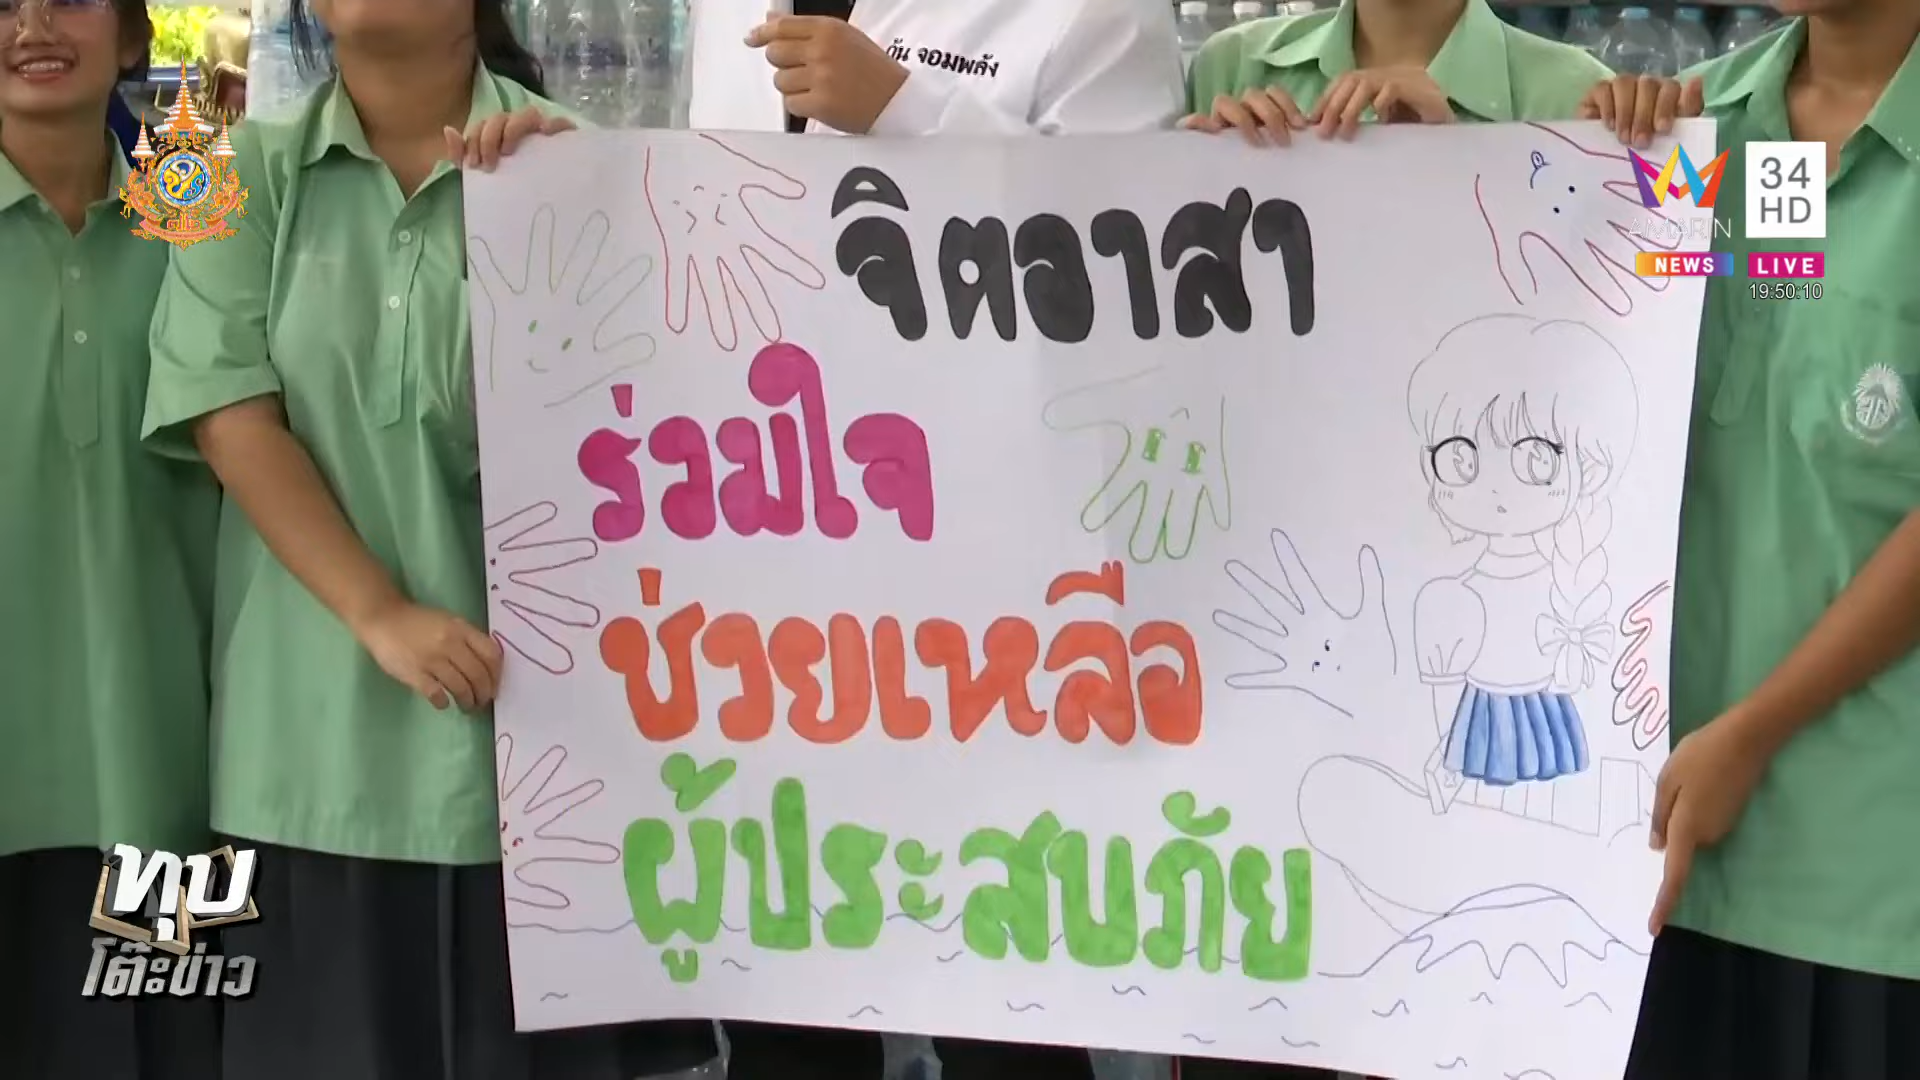 กัน จอมพลัง
จิตอาสา
ร่วมใจ
ช่วยเหลือ
ผู้ประสบภัย
AMARIN
NEWS
34
HD
LIVE
19:50:10
ทุบ
โต๊ะข่าว